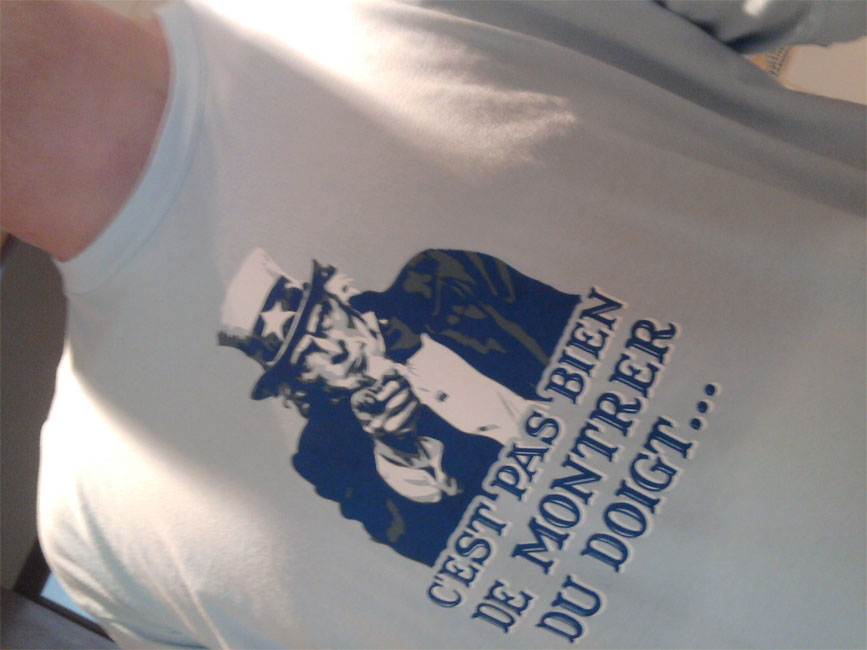 C'EST PAS BIEN
DE MONTRER
DU DOIGT...